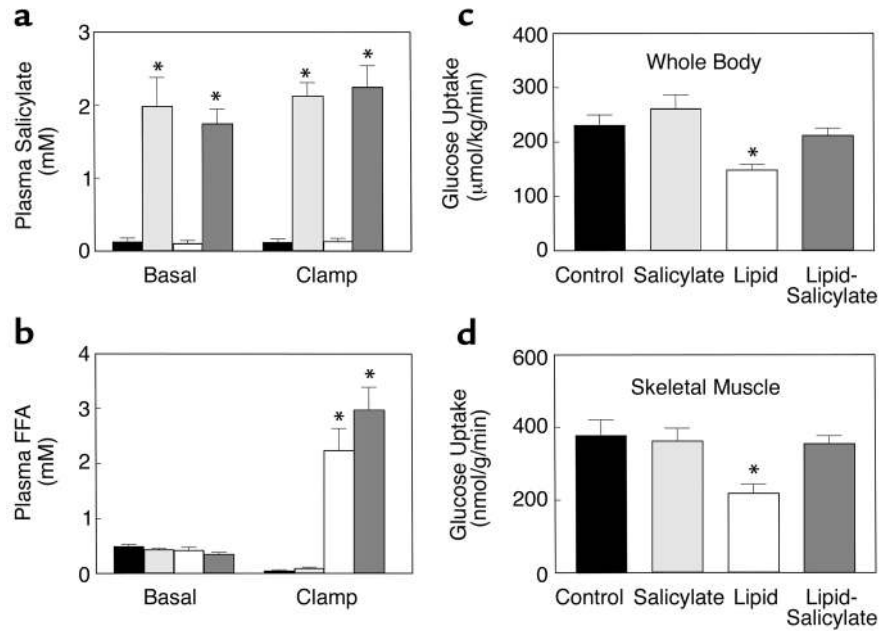 a
Plasma Salicylate
(mM)
3
2
1
0
*
*
*
*
Basal
Clamp
b
Plasma FFA
(mM)
4
3
2
1
0
*
*
Basal
Clamp
c
Glucose Uptake
(μmol/kg/min)
400
300
200
100
0
Whole Body
*
Control
Salicylate
Lipid
Lipid-
Salicylate
d
Glucose Uptake
(nmol/g/min)
600
400
200
0
Skeletal Muscle
*
Control
Salicylate
Lipid
Lipid-
Salicylate